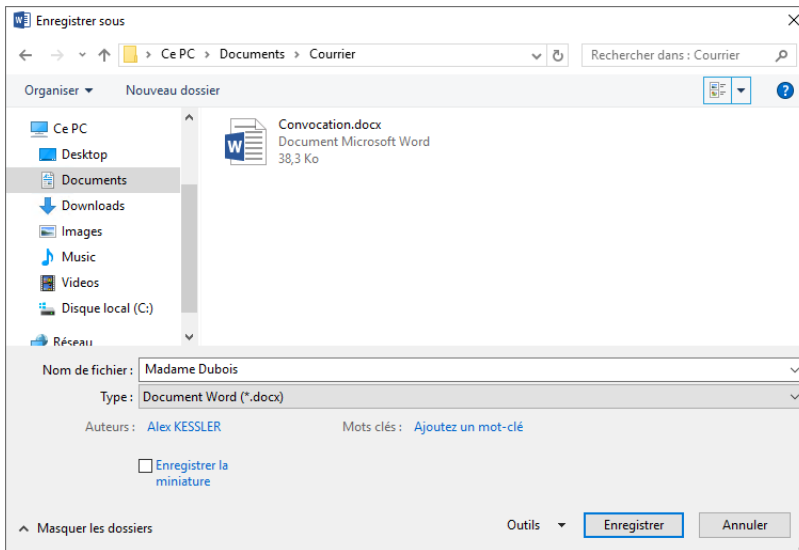 Enregistrer sous
Ce PC > Documents > Courrier
Rechercher dans : Courrier
Organiser
Nouveau dossier
Ce PC
Desktop
Documents
Downloads
Images
Music
Videos
Disque local (C:)
Réseau
Convocation.docx
Document Microsoft Word
38,3 Ko
Nom de fichier : Madame Dubois
Type : Document Word (*.docx)
Auteurs : Alex KESSLER
Mots clés : Ajoutez un mot-clé
Enregistrer la
miniature
Masquer les dossiers
Outils
Enregistrer
Annuler